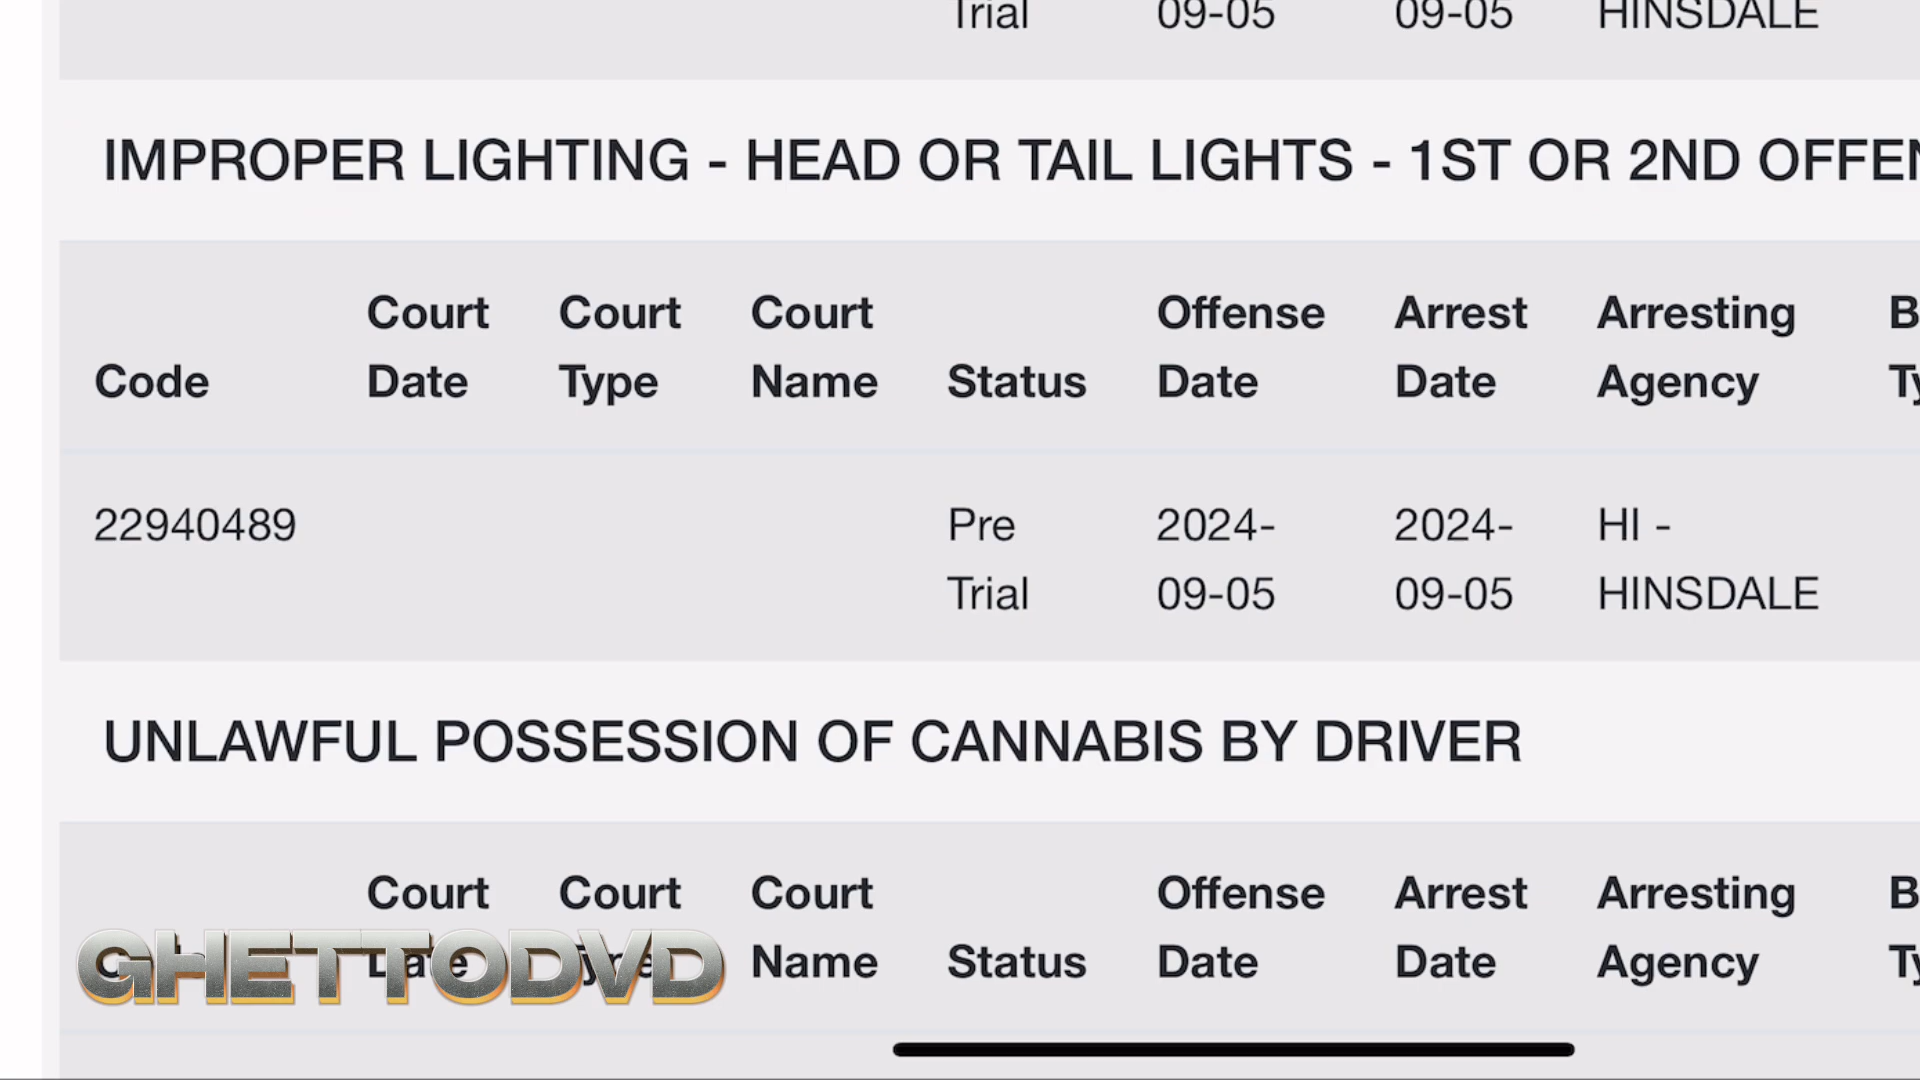 Trial 09-05 09-05 HINSDALE
IMPROPER LIGHTING - HEAD OR TAIL LIGHTS - 1ST OR 2ND OFFEN
Court Court Court Offense Arrest Arresting B
Code Date Type Name Status Date Date Agency Ty
22940489 Pre 2024- 2024- HI -
Trial 09-05 09-05 HINSDALE
UNLAWFUL POSSESSION OF CANNABIS BY DRIVER
Court Court Court Offense Arrest Arresting B
Name Status Date Date Agency Ty
GHETTODVD